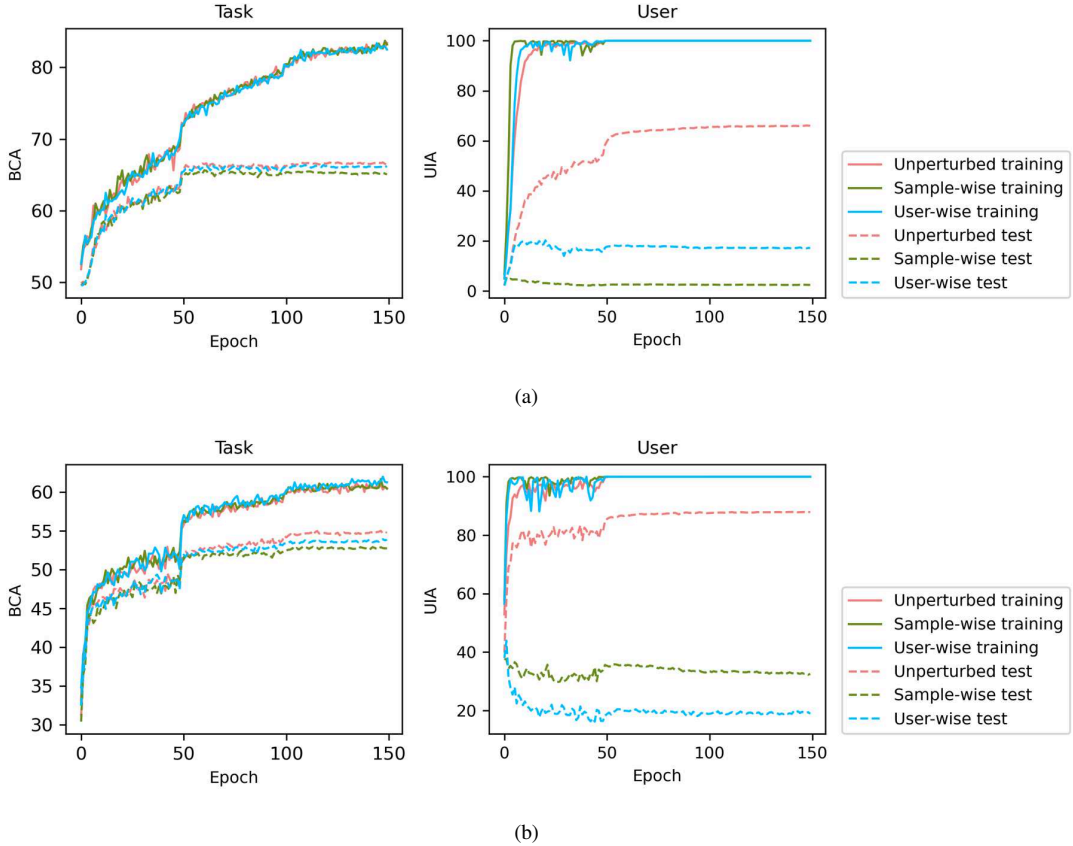 Task
User
BCA
80
70
60
50
0
50
100
150
Epoch
UIA
100
80
60
40
20
0
0
50
100
150
Epoch
Unperturbed training
Sample-wise training
User-wise training
Unperturbed test
Sample-wise test
User-wise test
(a)
Task
User
BCA
60
55
50
45
40
35
30
0
50
100
150
Epoch
UIA
100
80
60
40
20
0
50
100
150
Epoch
Unperturbed training
Sample-wise training
User-wise training
Unperturbed test
Sample-wise test
User-wise test
(b)